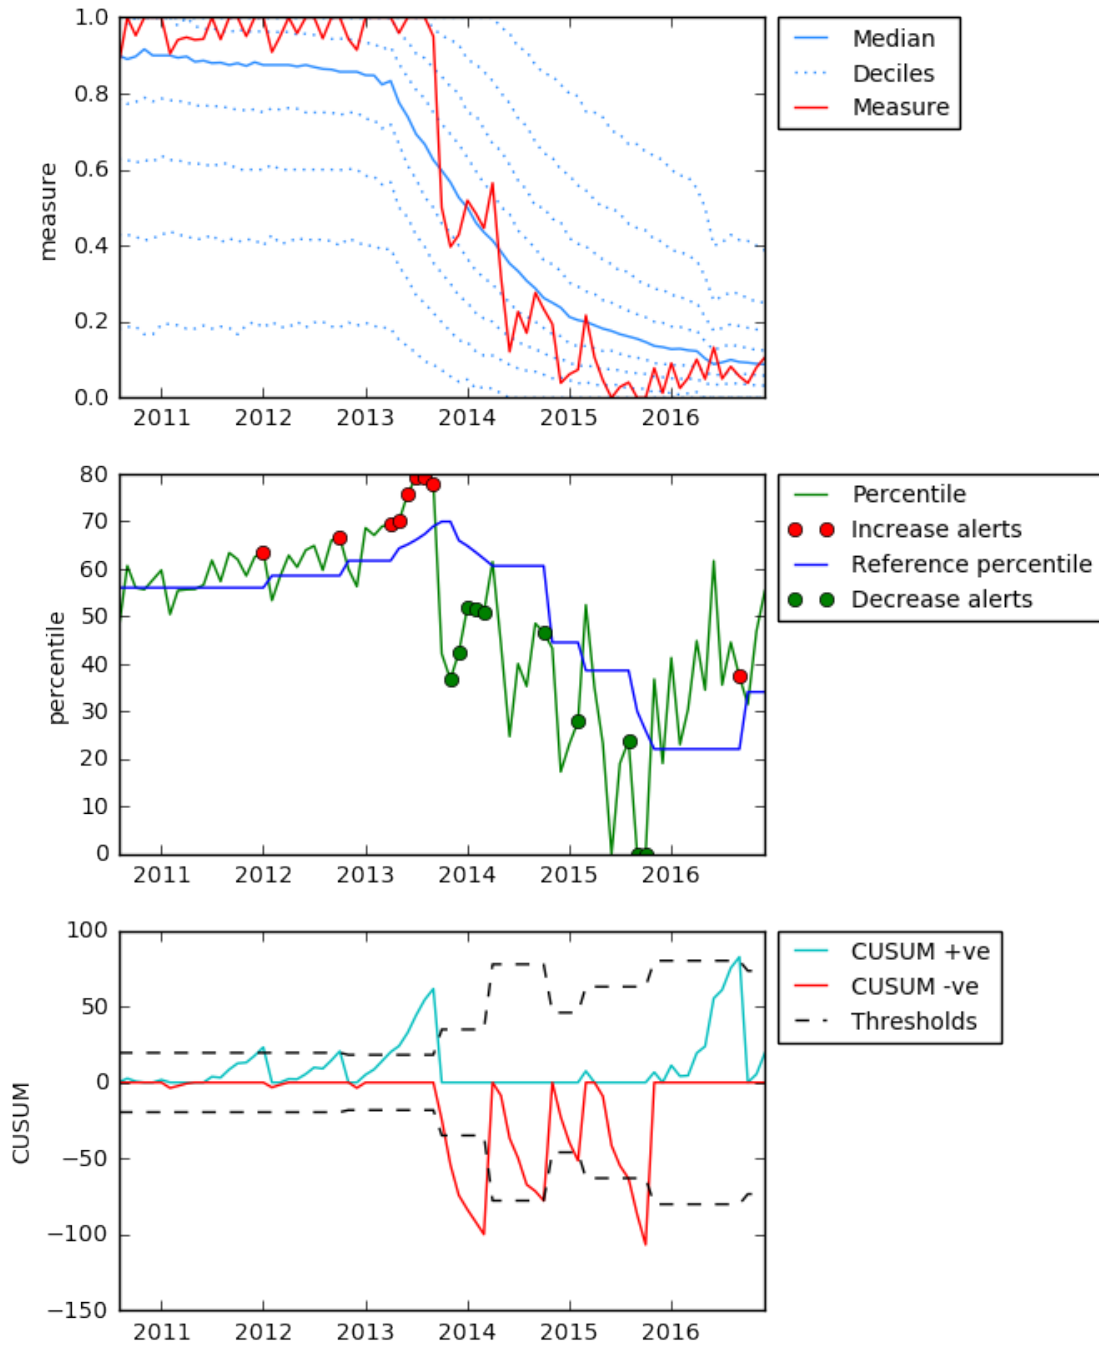 1.0
0.8
0.6
0.4
0.2
0.0
measure
2011 2012 2013 2014 2015 2016
Median
Deciles
Measure
80
70
60
50
40
30
20
10
0
percentile
2011 2012 2013 2014 2015 2016
Percentile
Increase alerts
Reference percentile
Decrease alerts
100
50
0
−50
−100
−150
CUSUM
2011 2012 2013 2014 2015 2016
CUSUM +ve
CUSUM -ve
Thresholds